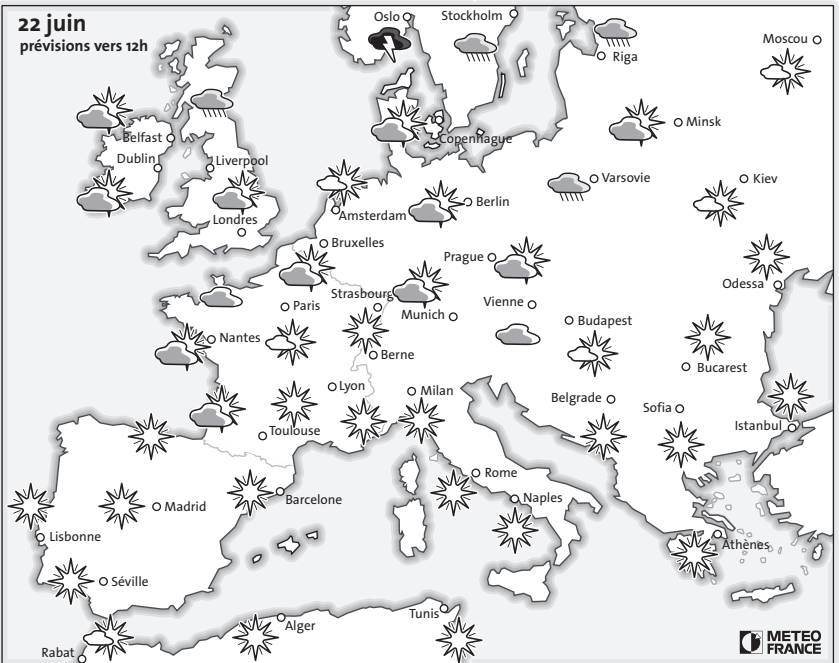 22 juin
prévisions vers 12h
Oslo
Stockholm
Riga
Moscou
Belfast
Dublin
Liverpool
Londres
Copenhague
Minsk
Varsovie
Kiev
Amsterdam
Berlin
Bruxelles
Prague
Odessa
Strasbourg
Paris
Munich
Vienne
Nantes
Berne
Budapest
Bucarest
Lyon
Milan
Belgrade
Sofia
Istanbul
Toulouse
Rome
Madrid
Barcelone
Naples
Lisbonne
Athènes
Séville
Tunis
Alger
Rabat
METEO
FRANCE